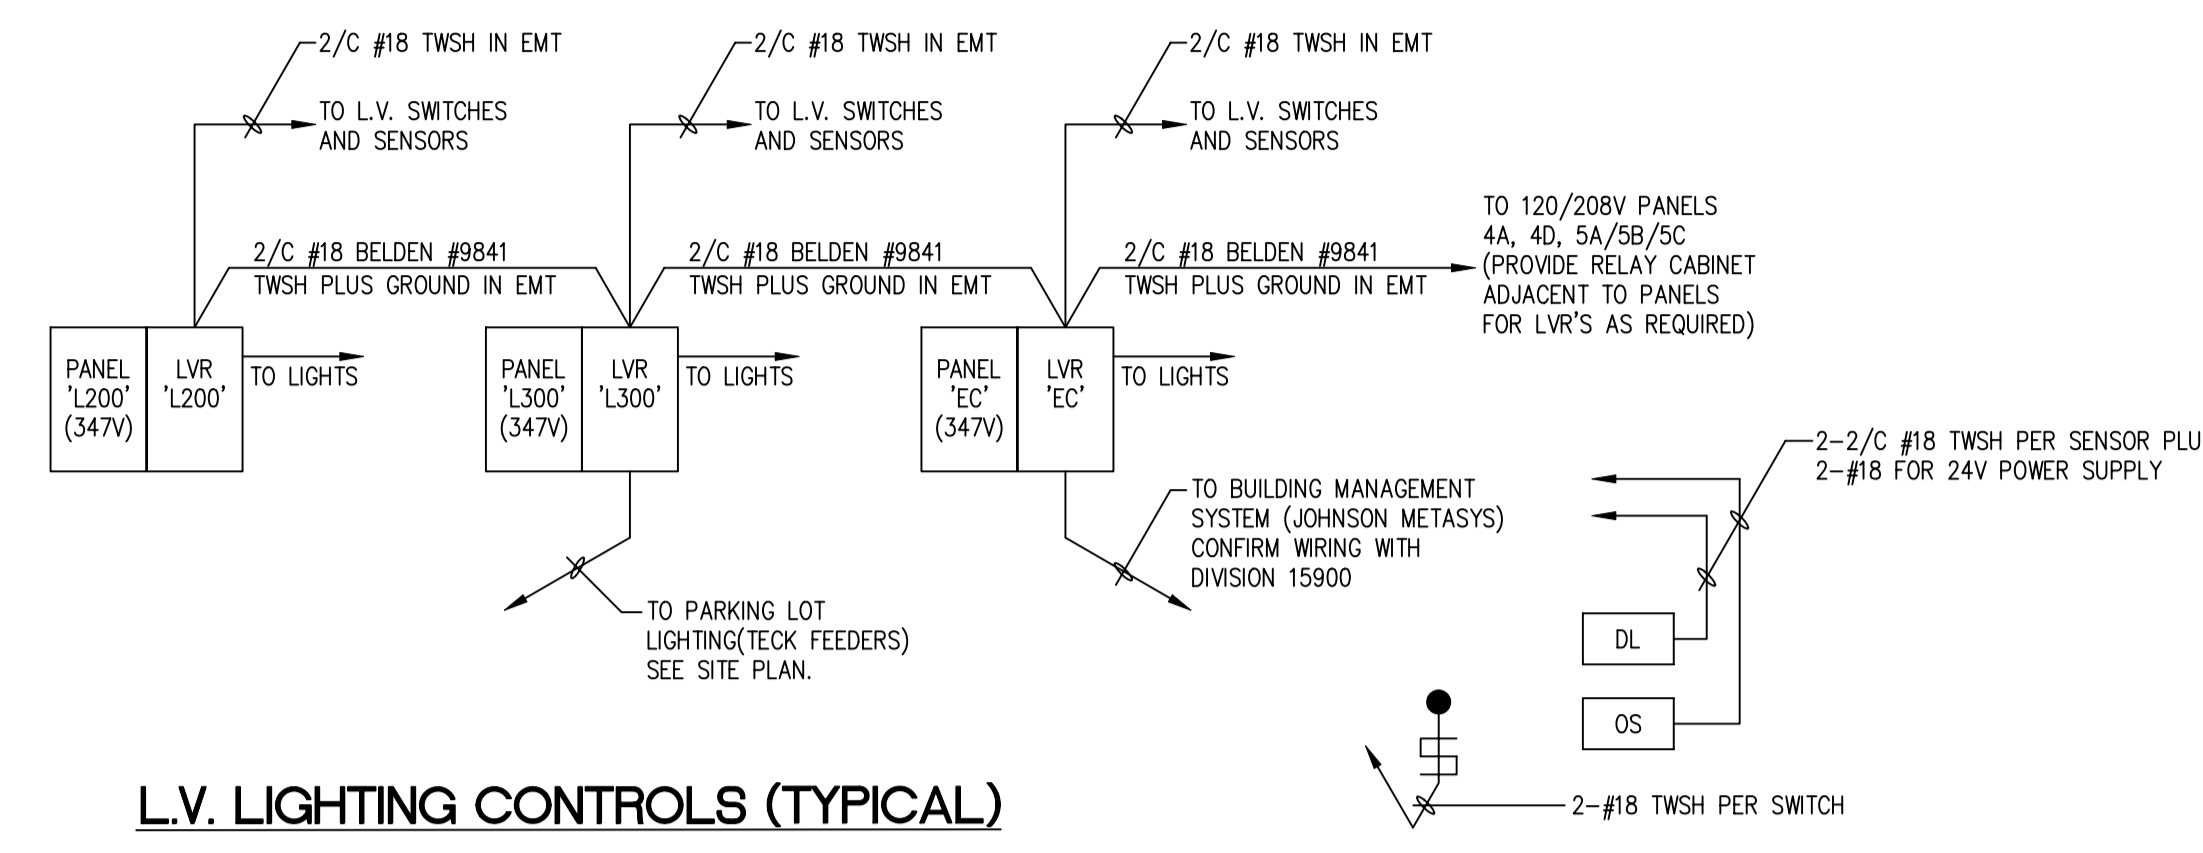 2/C #18 TWSH IN EMT
TO L.V. SWITCHES
AND SENSORS
2/C #18 TWSH IN EMT
TO L.V. SWITCHES
AND SENSORS
2/C #18 TWSH IN EMT
TO L.V. SWITCHES
AND SENSORS
2/C #18 BELDEN #9841
TWSH PLUS GROUND IN EMT
2/C #18 BELDEN #9841
TWSH PLUS GROUND IN EMT
2/C #18 BELDEN #9841
TWSH PLUS GROUND IN EMT
TO 120/208V PANELS
4A, 4D, 5A/5B/5C
(PROVIDE RELAY CABINET
ADJACENT TO PANELS
FOR LVR'S AS REQUIRED)
PANEL
'L200'
(347V)
LVR
'L200'
TO LIGHTS
PANEL
'L300'
(347V)
LVR
'L300'
TO LIGHTS
PANEL
'EC'
(347V)
LVR
'EC'
TO LIGHTS
TO PARKING LOT
LIGHTING(TECK FEEDERS)
SEE SITE PLAN.
TO BUILDING MANAGEMENT
SYSTEM (JOHNSON METASYS)
CONFIRM WIRING WITH
DIVISION 15900
2-2/C #18 TWSH PER SENSOR PLU
2-#18 FOR 24V POWER SUPPLY
DL
OS
2-#18 TWSH PER SWITCH
L.V. LIGHTING CONTROLS (TYPICAL)